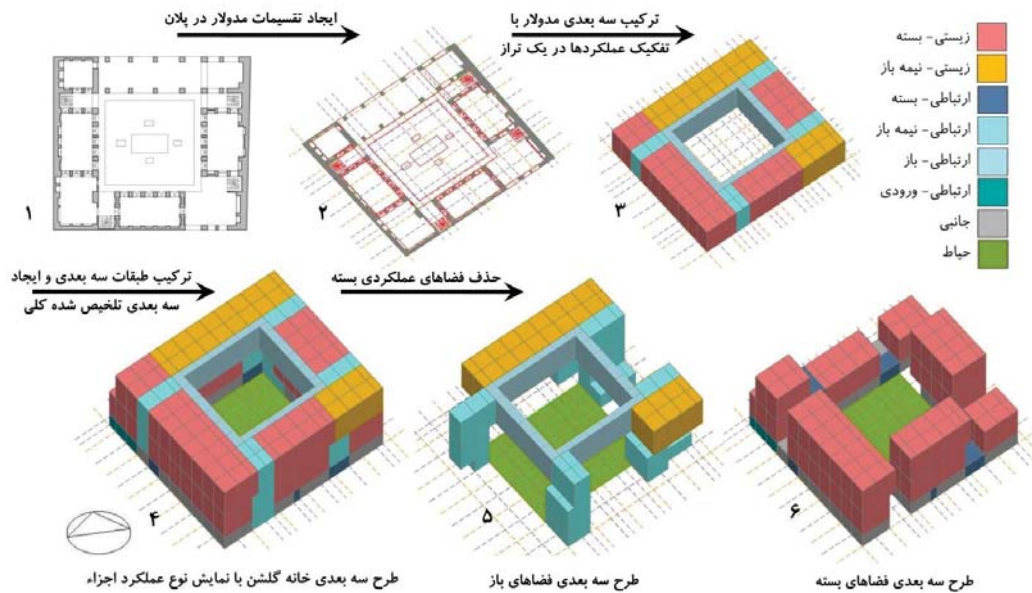 ایجاد تقسیمات مدولار در پلان
ترکیب سه بعدی مدولار با
تفکیک عملکردها در یک تراز
زیستی- بسته
زیستی- نیمه باز
ارتباطی- بسته
ارتباطی- نیمه باز
ارتباطی- باز
ارتباطی- ورودی
جانبی
حیاط
۱
۲
۳
ترکیب طبقات سه بعدی و ایجاد
سه بعدی تلخیص شده کلی
حذف فضاهای عملکردی بسته
۴
۵
۶
طرح سه بعدی خانه گلشن با نمایش نوع عملکرد اجزاء
طرح سه بعدی فضاهای باز
طرح سه بعدی فضاهای بسته